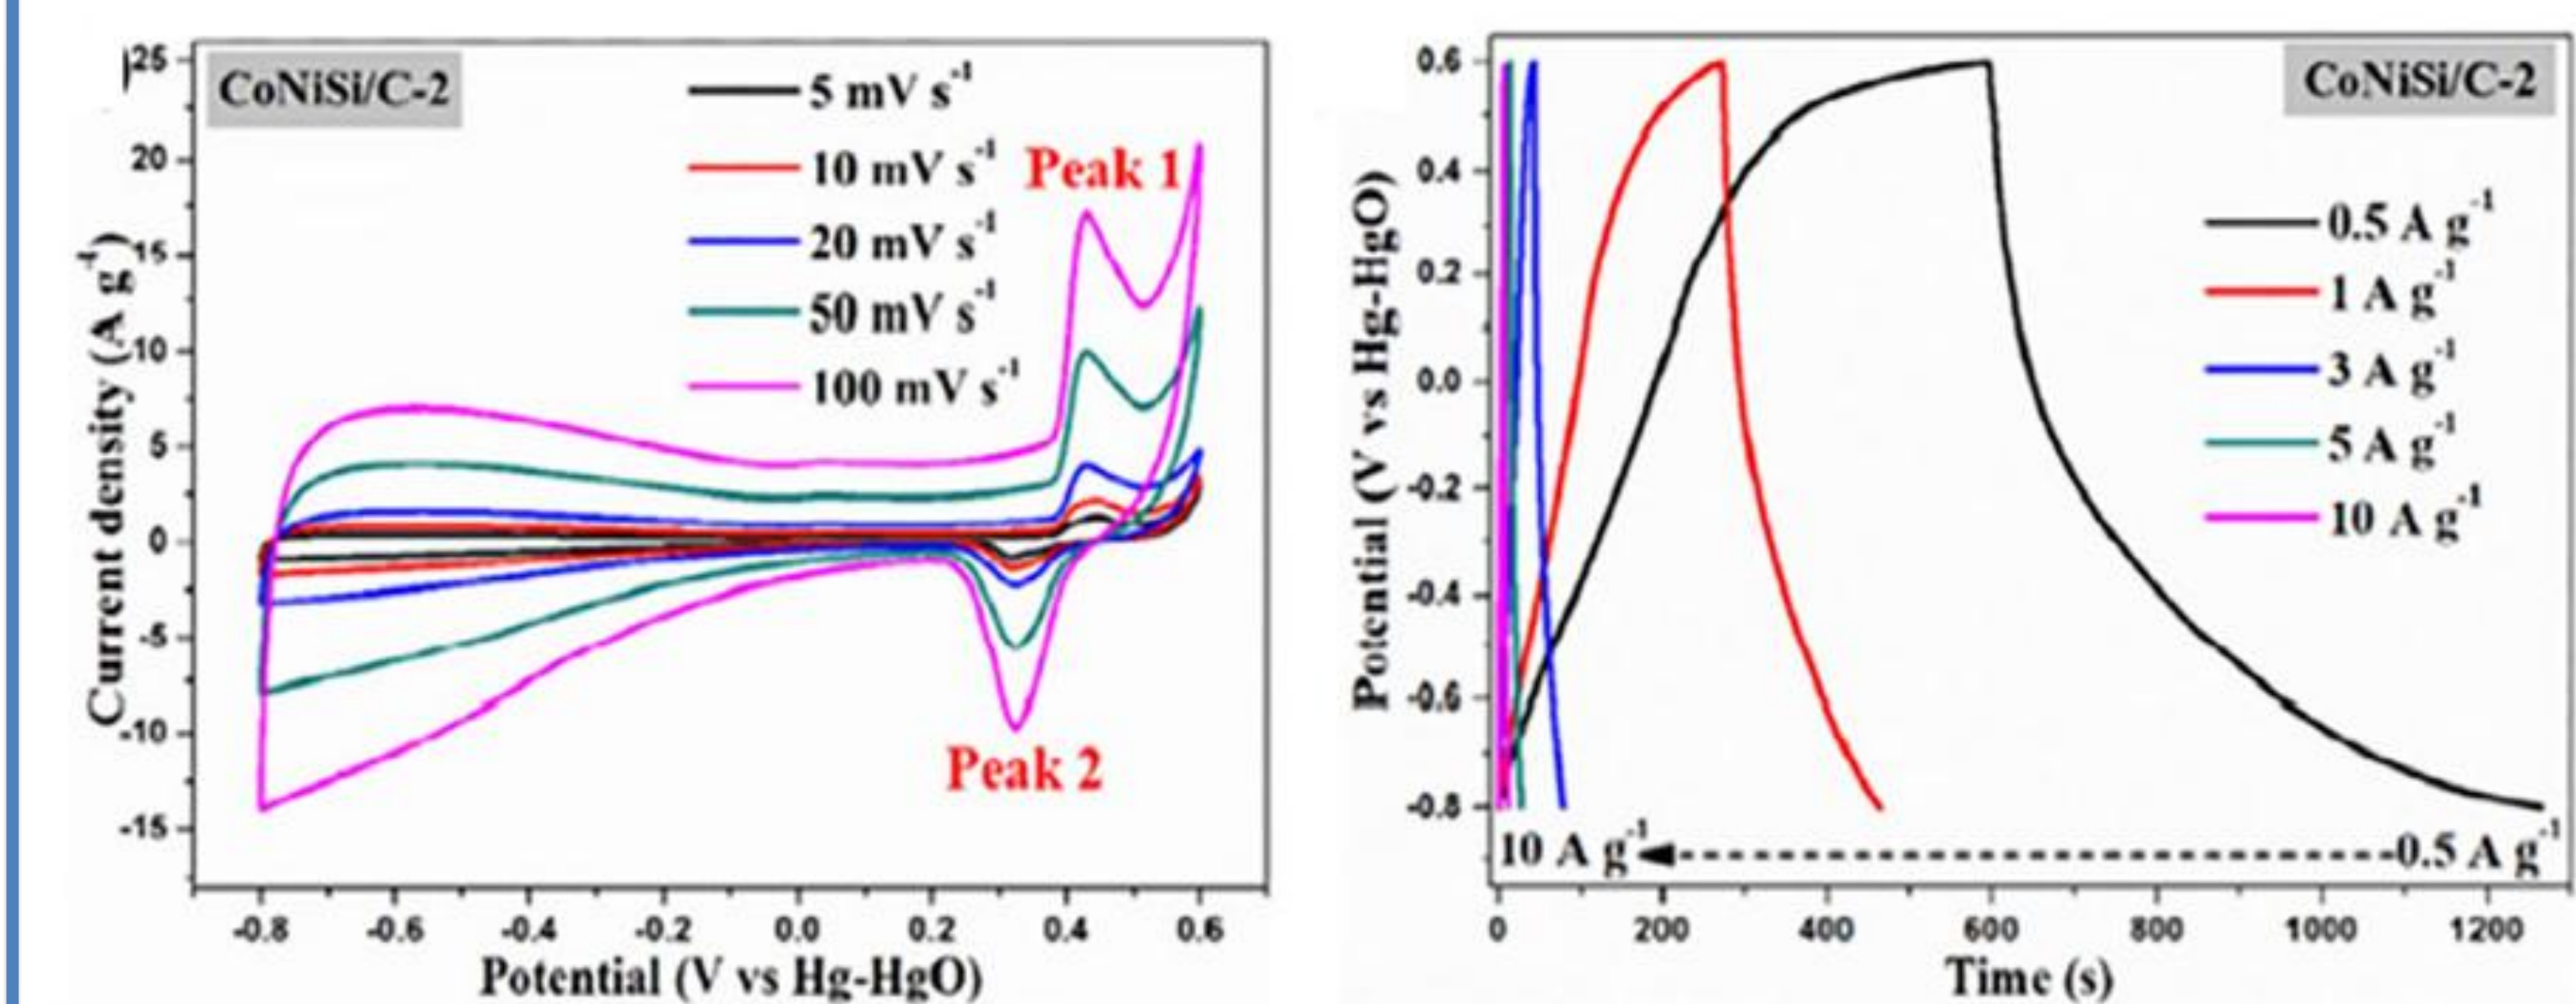 CoNiSi/C-2
5 mV s⁻¹
10 mV s⁻¹
20 mV s⁻¹
50 mV s⁻¹
100 mV s⁻¹
Peak 1
Peak 2
25
20
15
10
5
0
-5
-10
-15
Current density (A g⁻¹)
-0.8 -0.6 -0.4 -0.2 0.0 0.2 0.4 0.6
Potential (V vs Hg-HgO)
CoNiSi/C-2
0.5 A g⁻¹
1 A g⁻¹
3 A g⁻¹
5 A g⁻¹
10 A g⁻¹
0.6
0.4
0.2
0.0
-0.2
-0.4
-0.6
-0.8
Potential (V vs Hg-HgO)
10 A g⁻¹ 0.5 A g⁻¹
0 200 400 600 800 1000 1200
Time (s)